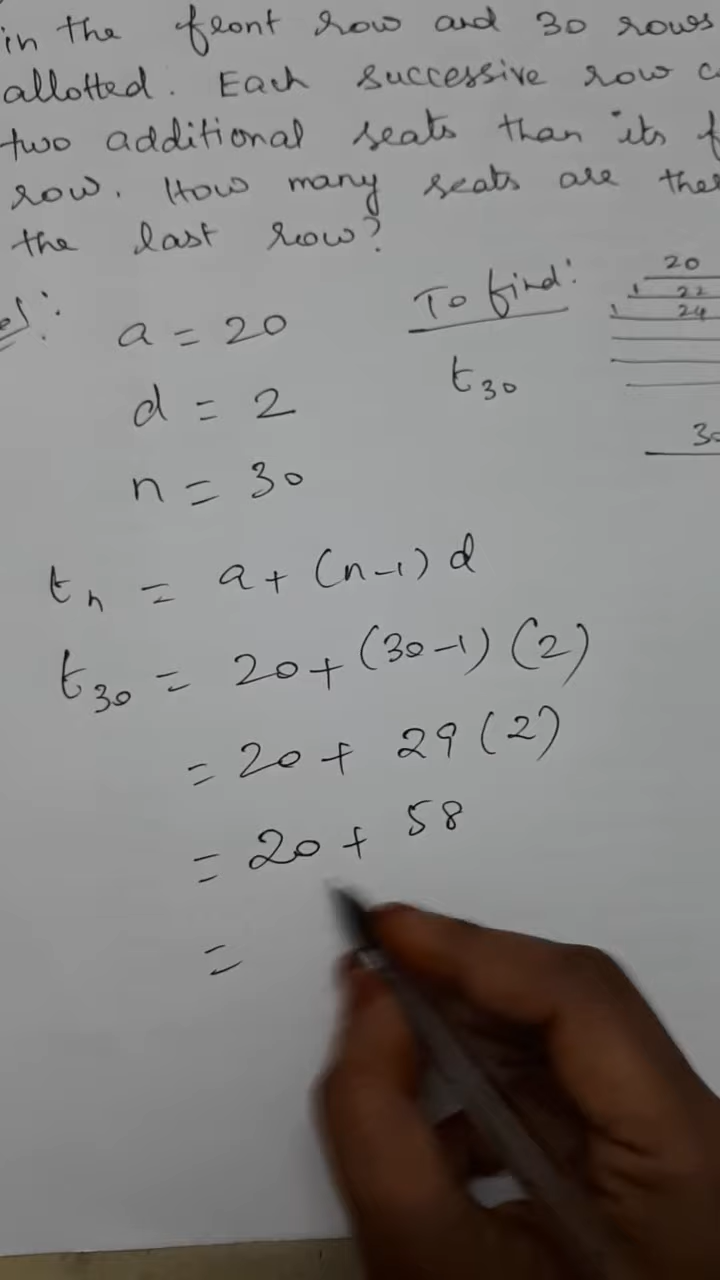 in the front row and 30 rows
allotted. Each successive row
two additional seats than its
row. How many seats are
the last row?
a = 20
d = 2
n = 30
To find:
t30
20
22
24
tn = a + (n-1) d
t30 = 20 + (30-1) (2)
= 20 + 29 (2)
= 20 + 58
=